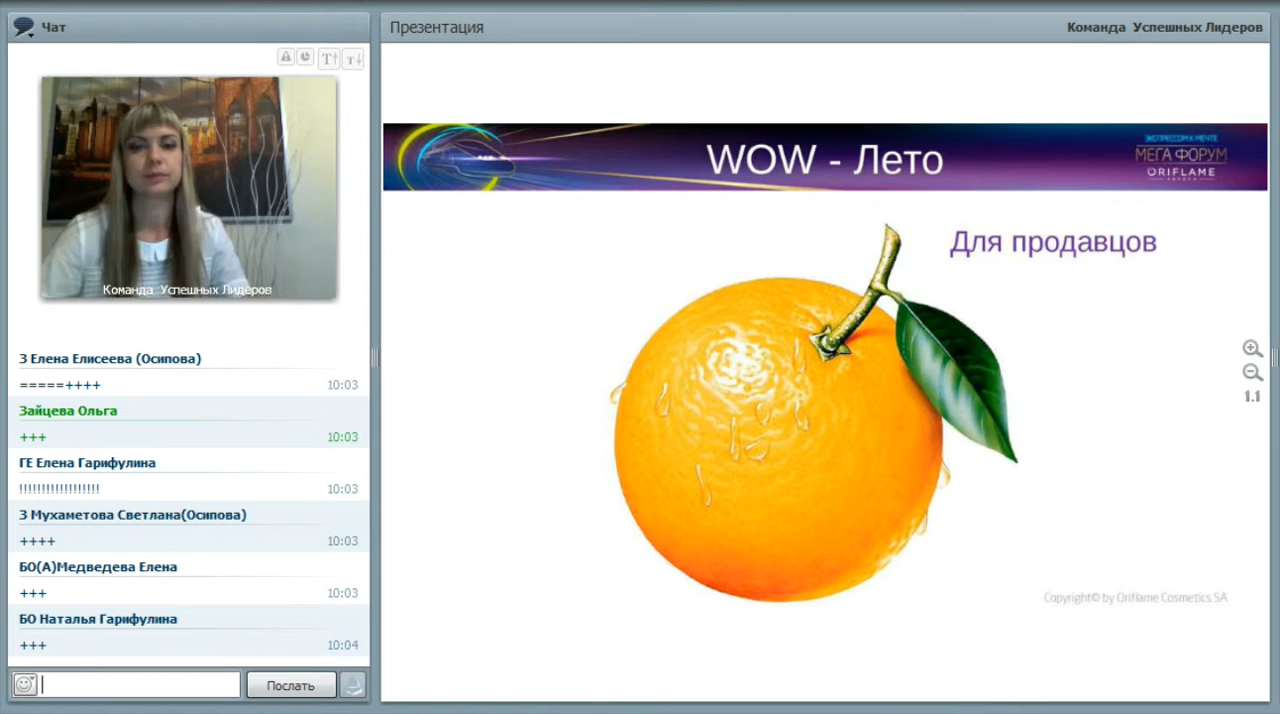 Чат
Команда Успешных Лидеров
З Елена Елисеева (Осипова)
=====++++ 10:03
Зайцева Ольга
+++ 10:03
ГЕ Елена Гарифулина
!!!!!!!!!!!!!!!!!! 10:03
З Мухаметова Светлана(Осипова)
++++ 10:03
БО(А)Медведева Елена
+++ 10:03
БО Наталья Гарифулина
+++ 10:04
Послать
Презентация
Команда Успешных Лидеров
WOW - Лето
ЭКСПРЕССОМ К МЕЧТЕ
МЕГА ФОРУМ
ORIFLAME
Для продавцов
1.1
Copyright© by Oriflame Cosmetics SA